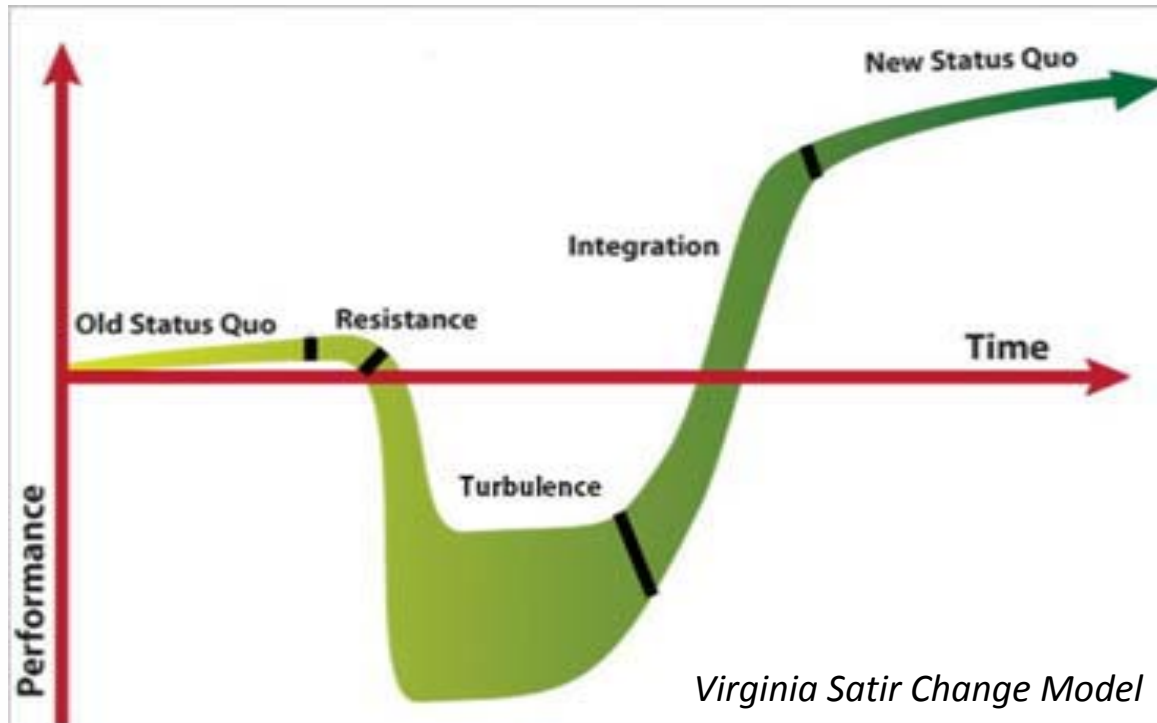 New Status Quo
Integration
Old Status Quo
Resistance
Time
Turbulence
Performance
Virginia Satir Change Model